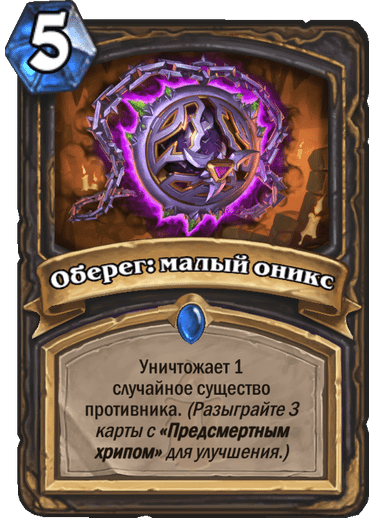 5
Оберег: малый оникс
Уничтожает 1
случайное существо
противника. (Разыграйте 3
карты с «Предсмертным
хрипом» для улучшения.)